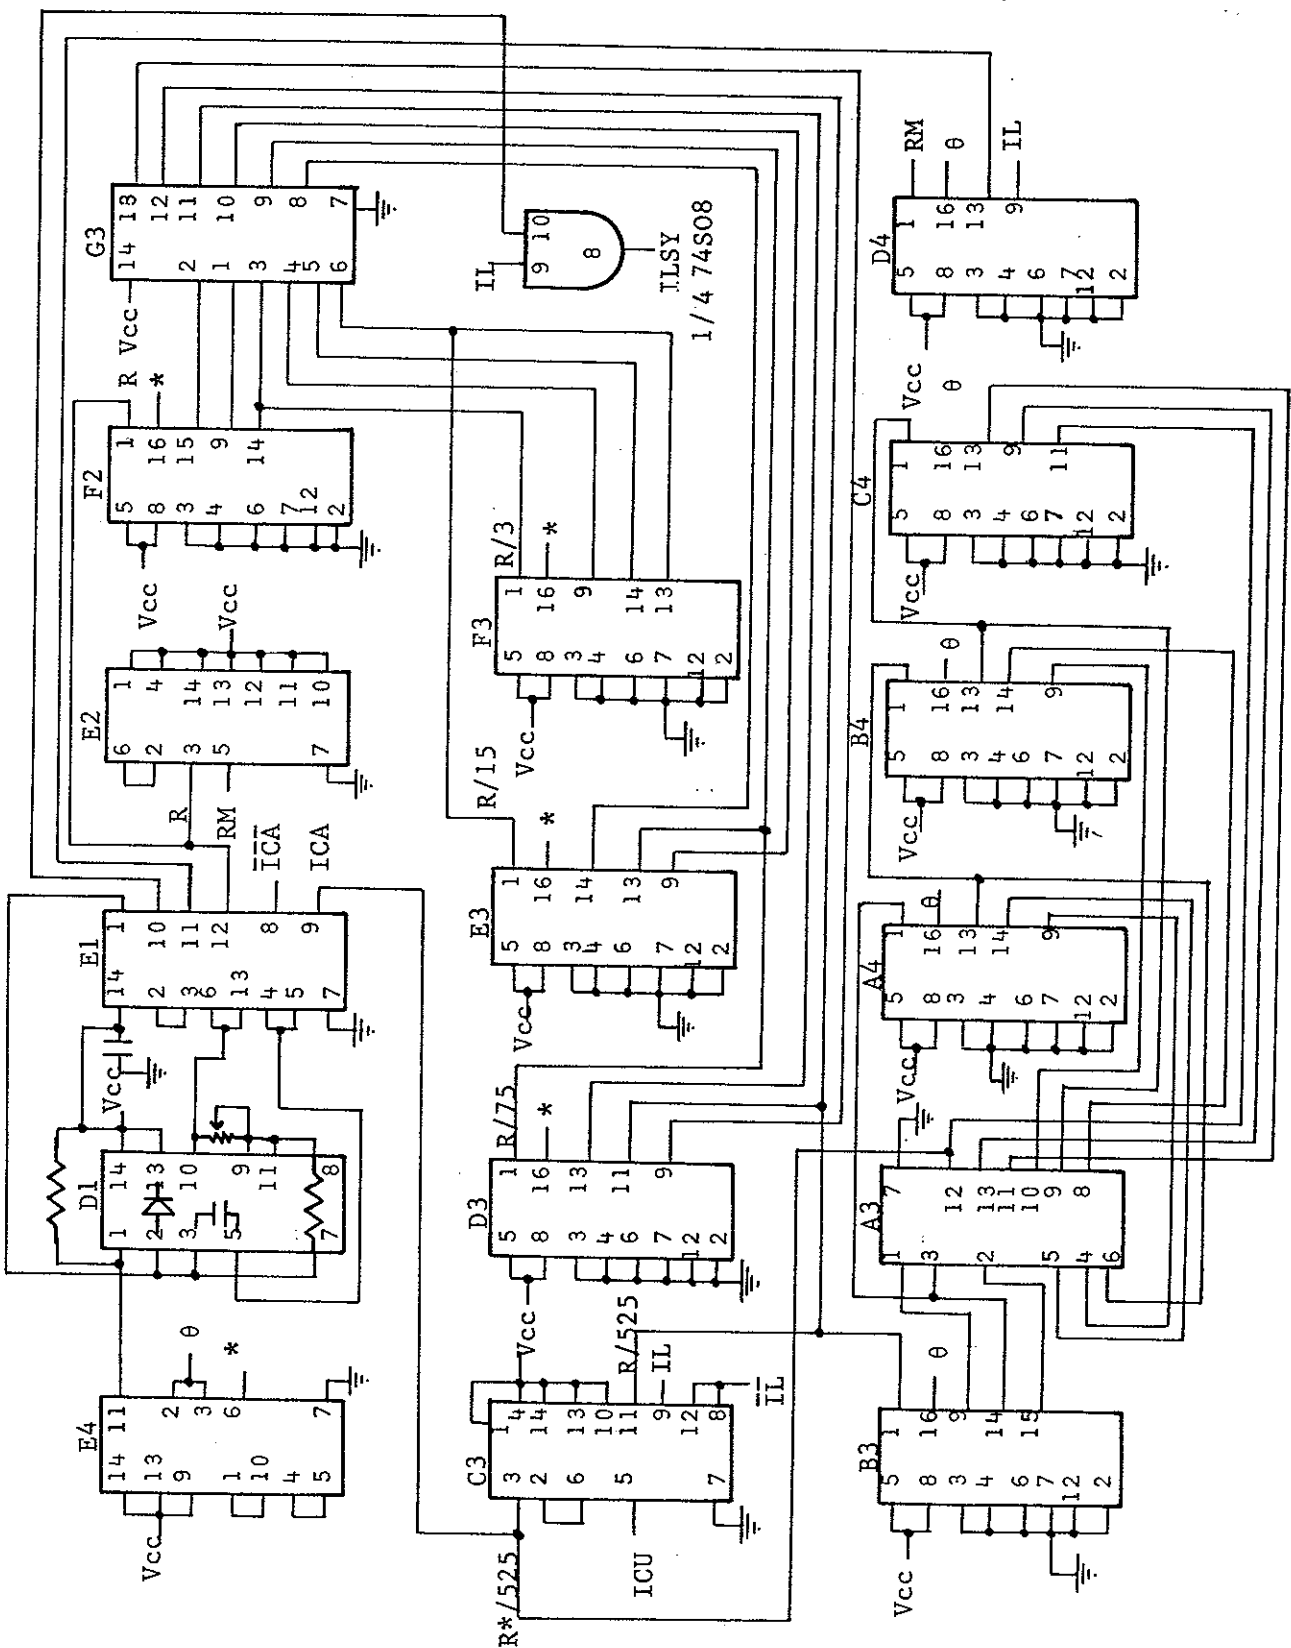 E4
14 11
13
9
2
3
6
1
10
4
5
7
Vcc
θ
*
D1
1 14
2 13
3 10
5 9
11
7 8
Vcc
E1
14 1
2 10
3 11
6 12
13
4 8
5 9
7
R
RM
ICA
ICA
E2
6 1
2 4
3 14
5 13
12
11
7 10
Vcc
F2
5 1
8 16
3 15
4 9
6 14
7
12
2
Vcc
R
*
G3
14 13
12
2 11
1 10
3 9
4 8
5
6 7
Vcc
IL
9 10
8
ILSY
1/4 74S08
C3
3 1
4
2 14
6 13
10
5 11
9
12
7 8
R*/525
ICU
Vcc
R/525
IL
IL
D3
5 1
8 16
3 13
4
6 11
7
12 9
2
Vcc
R/75
*
E3
5 1
8 16
3 14
4
6 13
7 9
12
2
Vcc
R/15
*
F3
5 1
8 16
3 9
4
6 14
7 13
12
2
Vcc
R/3
*
B3
5 1
8 16
3 9
4 14
6 15
7
12
2
Vcc
θ
A3
1 7
3 12
2 13
11
10
5 9
4 8
6
A4
5 1
8 16
3 13
4 14
6 9
7
12
2
Vcc
θ
B4
5 1
8 16
3 13
4 14
6 9
7
12
2
Vcc
θ
C4
5 1
8 16
3 13
4 9
6 11
7
12
2
Vcc
θ
D4
5 1
8 16
3 13
4 9
6
7
12
2
Vcc
RM
θ
IL